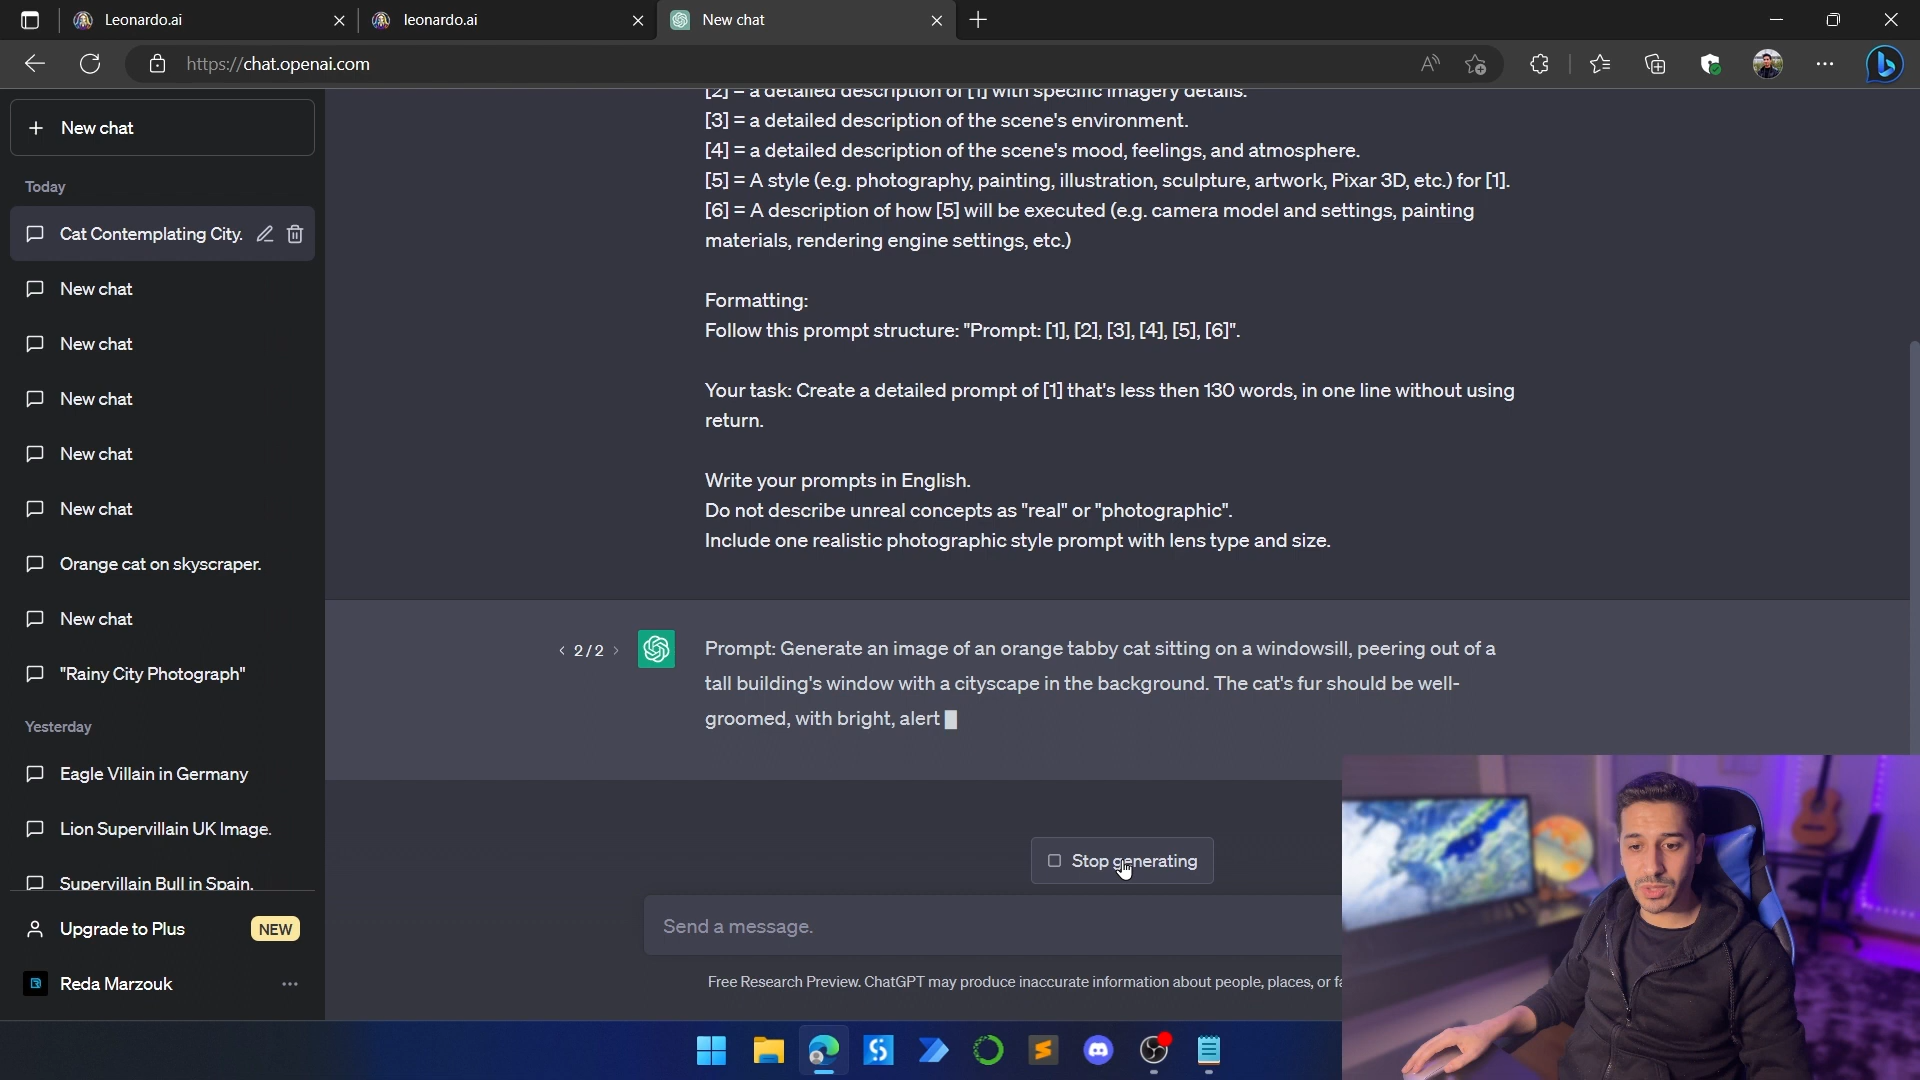 Leonardo.ai
leonardo.ai
New chat
https://chat.openai.com
New chat
Today
Cat Contemplating City.
New chat
New chat
New chat
New chat
New chat
Orange cat on skyscraper.
New chat
"Rainy City Photograph"
Yesterday
Eagle Villain in Germany
Lion Supervillain UK Image.
Supervillain Bull in Spain.
Upgrade to Plus
NEW
Reda Marzouk
[2] = a detailed description of [1] with specific imagery details.
[3] = a detailed description of the scene's environment.
[4] = a detailed description of the scene's mood, feelings, and atmosphere.
[5] = A style (e.g. photography, painting, illustration, sculpture, artwork, Pixar 3D, etc.) for [1].
[6] = A description of how [5] will be executed (e.g. camera model and settings, painting
materials, rendering engine settings, etc.)
Formatting:
Follow this prompt structure: "Prompt: [1], [2], [3], [4], [5], [6]".
Your task: Create a detailed prompt of [1] that's less then 130 words, in one line without using
return.
Write your prompts in English.
Do not describe unreal concepts as "real" or "photographic".
Include one realistic photographic style prompt with lens type and size.
2 / 2
Prompt: Generate an image of an orange tabby cat sitting on a windowsill, peering out of a
tall building's window with a cityscape in the background. The cat's fur should be well-
groomed, with bright, alert
Stop generating
Send a message.
Free Research Preview. ChatGPT may produce inaccurate information about people, places, or